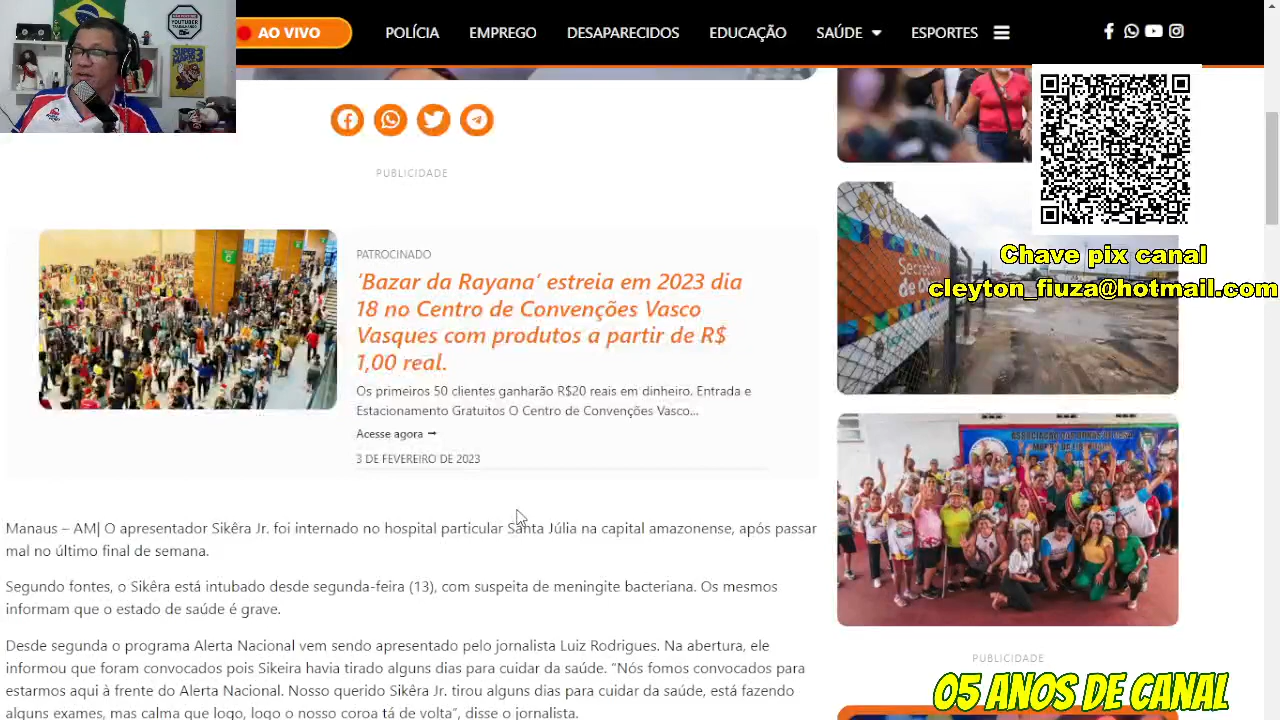 AO VIVO
POLÍCIA
EMPREGO
DESAPARECIDOS
EDUCAÇÃO
SAÚDE
ESPORTES
PUBLICIDADE
PATROCINADO
‘Bazar da Rayana’ estreia em 2023 dia
18 no Centro de Convenções Vasco
Vasques com produtos a partir de R$
1,00 real.
Os primeiros 50 clientes ganharão R$20 reais em dinheiro. Entrada e
Estacionamento Gratuitos O Centro de Convenções Vasco...
Acesse agora ➞
3 DE FEVEREIRO DE 2023
Manaus – AM| O apresentador Sikêra Jr. foi internado no hospital particular Santa Júlia na capital amazonense, após passar
mal no último final de semana.
Segundo fontes, o Sikêra está intubado desde segunda-feira (13), com suspeita de meningite bacteriana. Os mesmos
informam que o estado de saúde é grave.
Desde segunda o programa Alerta Nacional vem sendo apresentado pelo jornalista Luiz Rodrigues. Na abertura, ele
informou que foram convocados pois Sikeira havia tirado alguns dias para cuidar da saúde. “Nós fomos convocados para
estarmos aqui à frente do Alerta Nacional. Nosso querido Sikêra Jr. tirou alguns dias para cuidar da saúde, está fazendo
alguns exames, mas calma que logo, logo o nosso coroa tá de volta”, disse o jornalista.
Chave pix canal
cleyton_fiuza@hotmail.com
PUBLICIDADE
05 ANOS DE CANAL